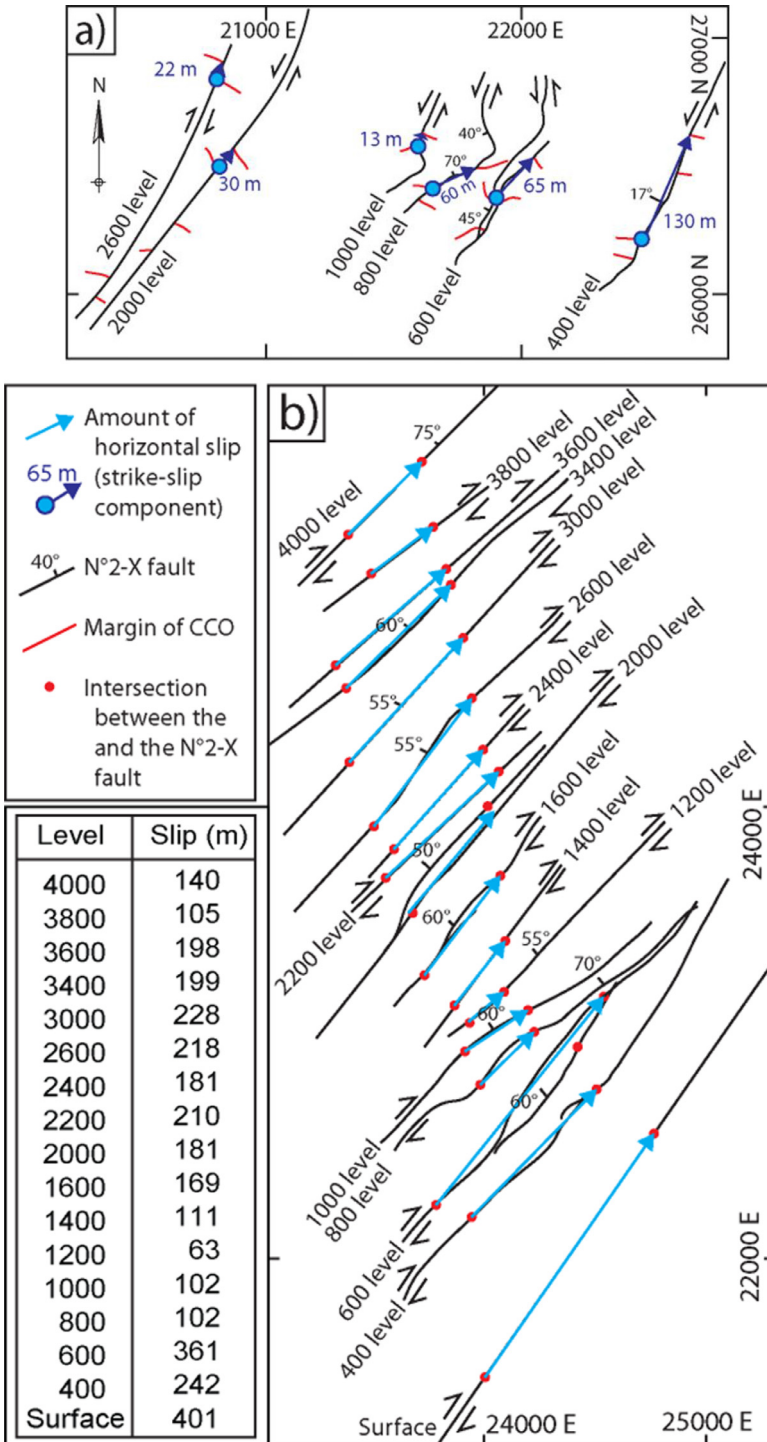 a)
21000 E
22000 E
27000 N
26000 N
N
22 m
30 m
2600 level
2000 level
13 m
40°
70°
60 m
65 m
45°
1000 level
800 level
600 level
17°
130 m
400 level
Amount of
horizontal slip
65 m
(strike-slip
component)
40°
N°2-X fault
Margin of CCO
Intersection
between the
and the N°2-X
fault
Level
Slip (m)
4000
140
3800
105
3600
198
3400
199
3000
228
2600
218
2400
181
2200
210
2000
181
1600
169
1400
111
1200
63
1000
102
800
102
600
361
400
242
Surface
401
b)
75°
4000 level
3800 level
3600 level
3400 level
3000 level
60°
2600 level
55°
55°
2400 level
2000 level
50°
2200 level
1600 level
60°
1400 level
1200 level
55°
24000 E
70°
60°
60°
1000 level
800 level
600 level
400 level
22000 E
Surface
24000 E
25000 E